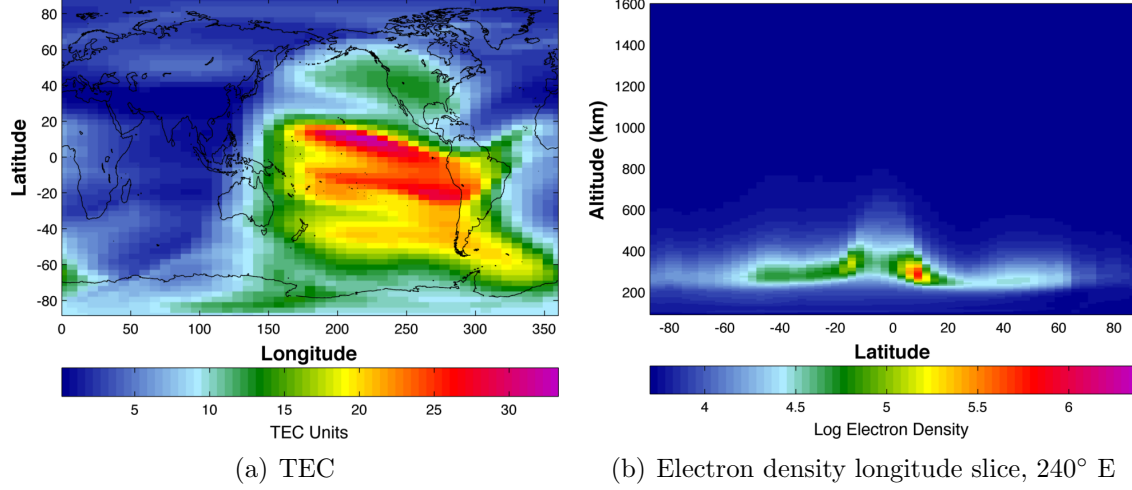 80
60
40
20
0
-20
-40
-60
-80
Latitude
0 50 100 150 200 250 300 350
Longitude
5 10 15 20 25 30
TEC Units
(a) TEC
1600
1400
1200
1000
800
600
400
200
Altitude (km)
-80 -60 -40 -20 0 20 40 60 80
Latitude
4 4.5 5 5.5 6
Log Electron Density
(b) Electron density longitude slice, 240° E